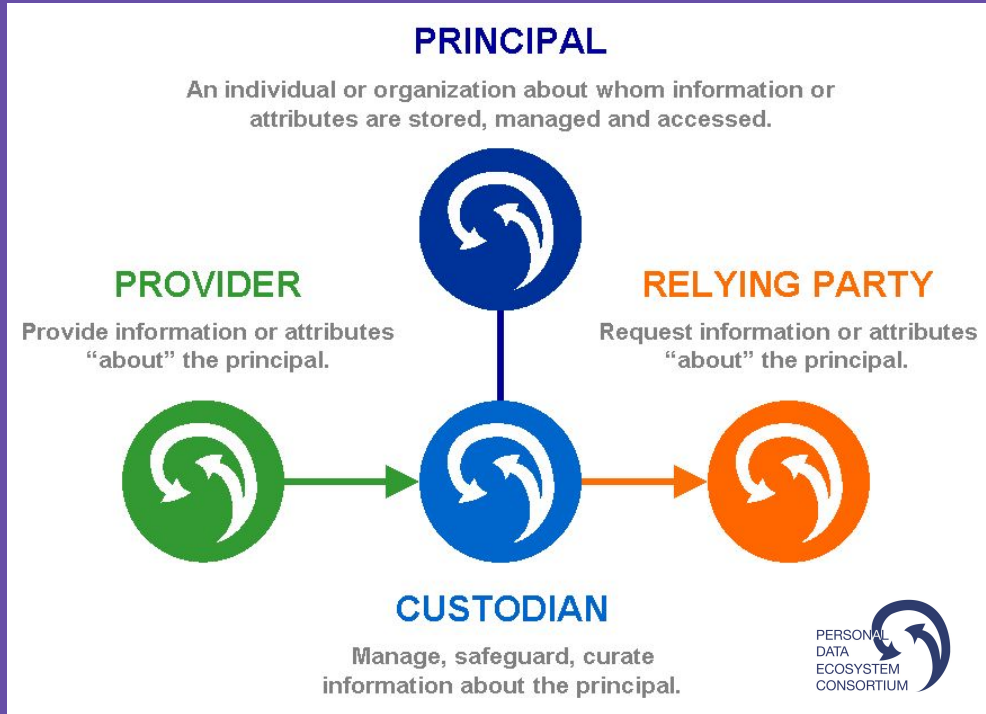 PRINCIPAL
An individual or organization about whom information or
attributes are stored, managed and accessed.
PROVIDER
Provide information or attributes
“about” the principal.
RELYING PARTY
Request information or attributes
“about” the principal.
CUSTODIAN
Manage, safeguard, curate
information about the principal.
PERSONAL
DATA
ECOSYSTEM
CONSORTIUM